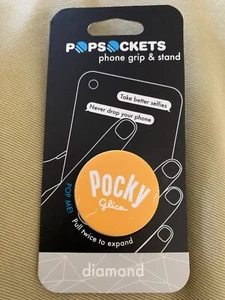 POPSOCKETS
phone grip & stand
Take better selfies
Never drop your phone
Pocky
Glico
POP ME!
Pull twice to expand
diamond